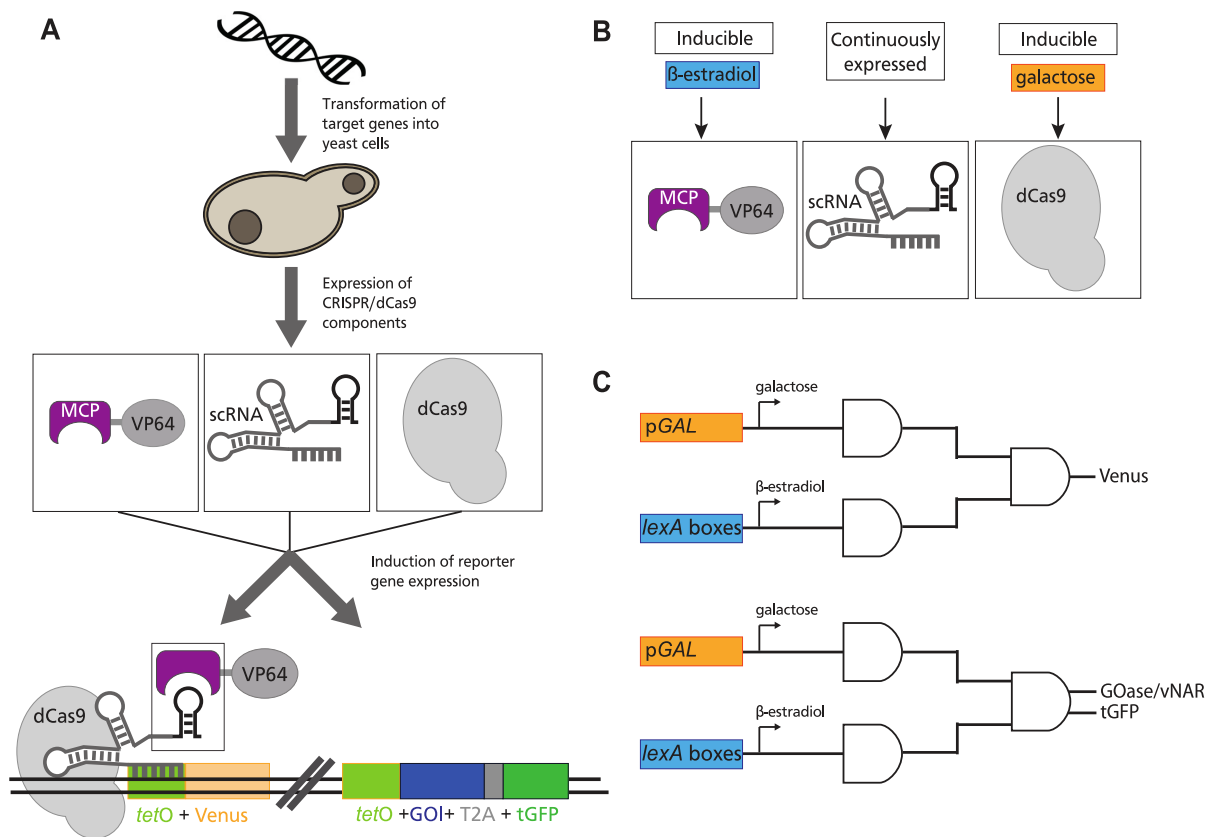 A
Transformation of
target genes into
yeast cells
Expression of
CRISPR/dCas9
components
MCP
VP64
scRNA
dCas9
Induction of reporter
gene expression
MCP
VP64
dCas9
tetO + Venus
tetO +GOI+ T2A + tGFP
B
Inducible
ß-estradiol
Continuously
expressed
Inducible
galactose
MCP
VP64
scRNA
dCas9
C
galactose
pGAL
β-estradiol
lexA boxes
Venus
galactose
pGAL
β-estradiol
lexA boxes
GOase/vNAR
tGFP